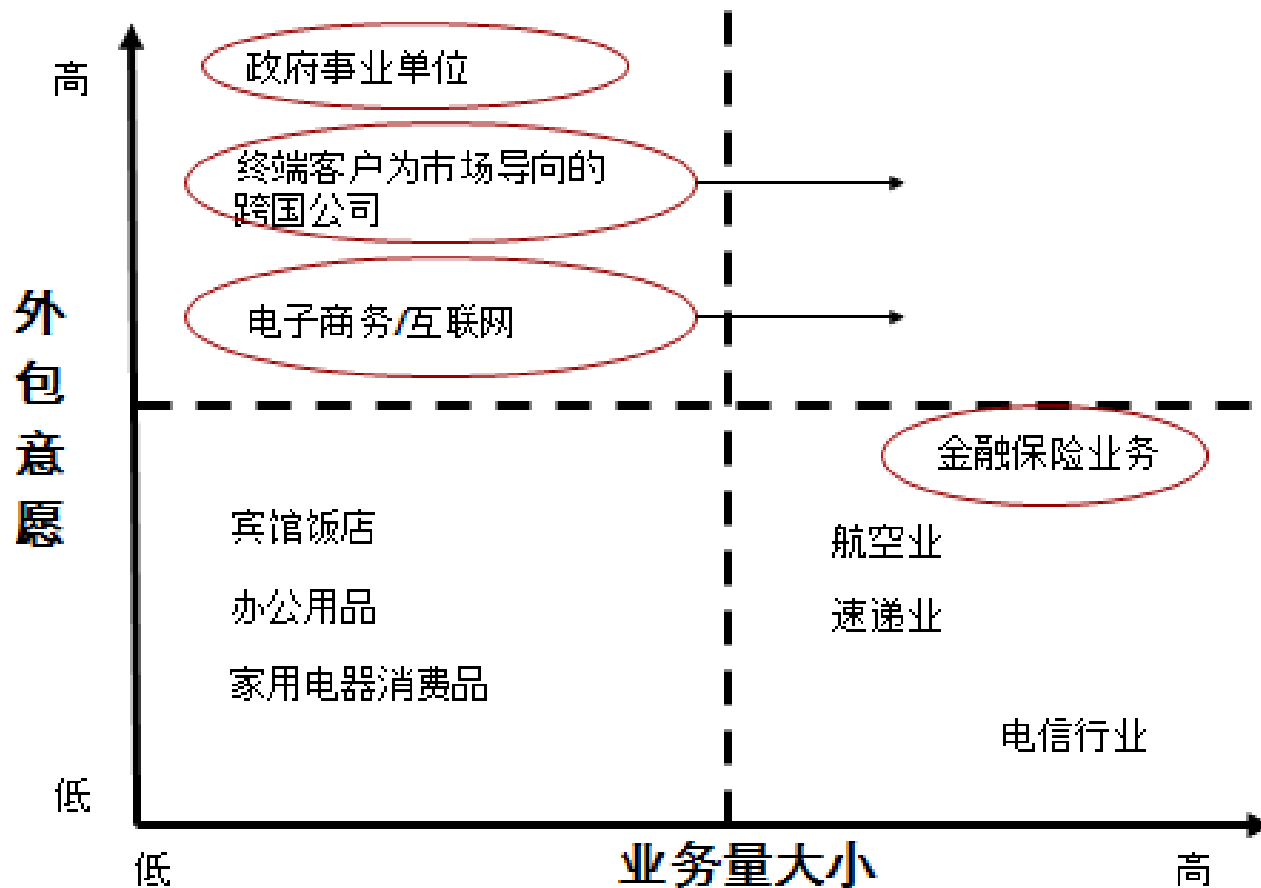 高
政府事业单位
终端客户为市场导向的
跨国公司
电子商务/互联网
外包意愿
金融保险业务
宾馆饭店
航空业
办公用品
速递业
家用电器消费品
电信行业
低
低
业务量大小
高